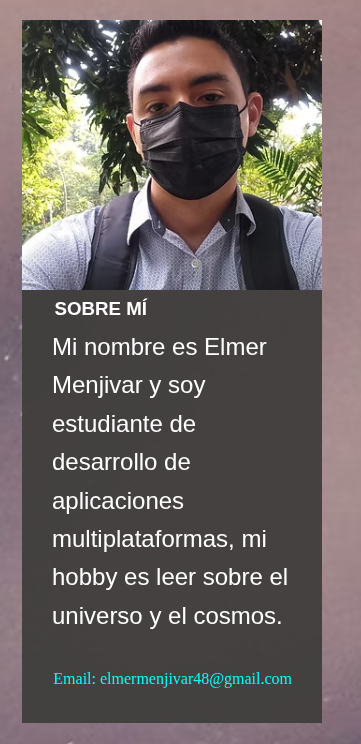 SOBRE MÍ
Mi nombre es Elmer
Menjivar y soy
estudiante de
desarrollo de
aplicaciones
multiplataformas, mi
hobby es leer sobre el
universo y el cosmos.
Email: elmermenjivar48@gmail.com